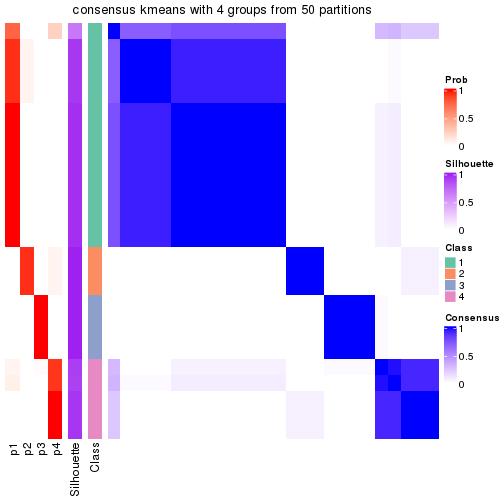 consensus kmeans with 4 groups from 50 partitions
Prob
1
0.5
0
Silhouette
1
0.5
0
Class
1
2
3
4
Consensus
1
0.5
0
p1
p2
p3
p4
Silhouette
Class